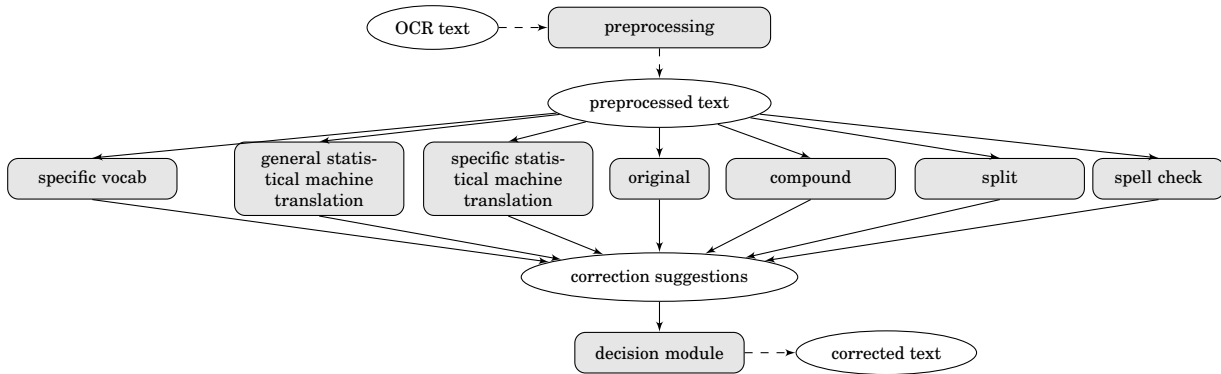 OCR text
preprocessing
preprocessed text
specific vocab
general statis-
tical machine
translation
specific statis-
tical machine
translation
original
compound
split
spell check
correction suggestions
decision module
corrected text